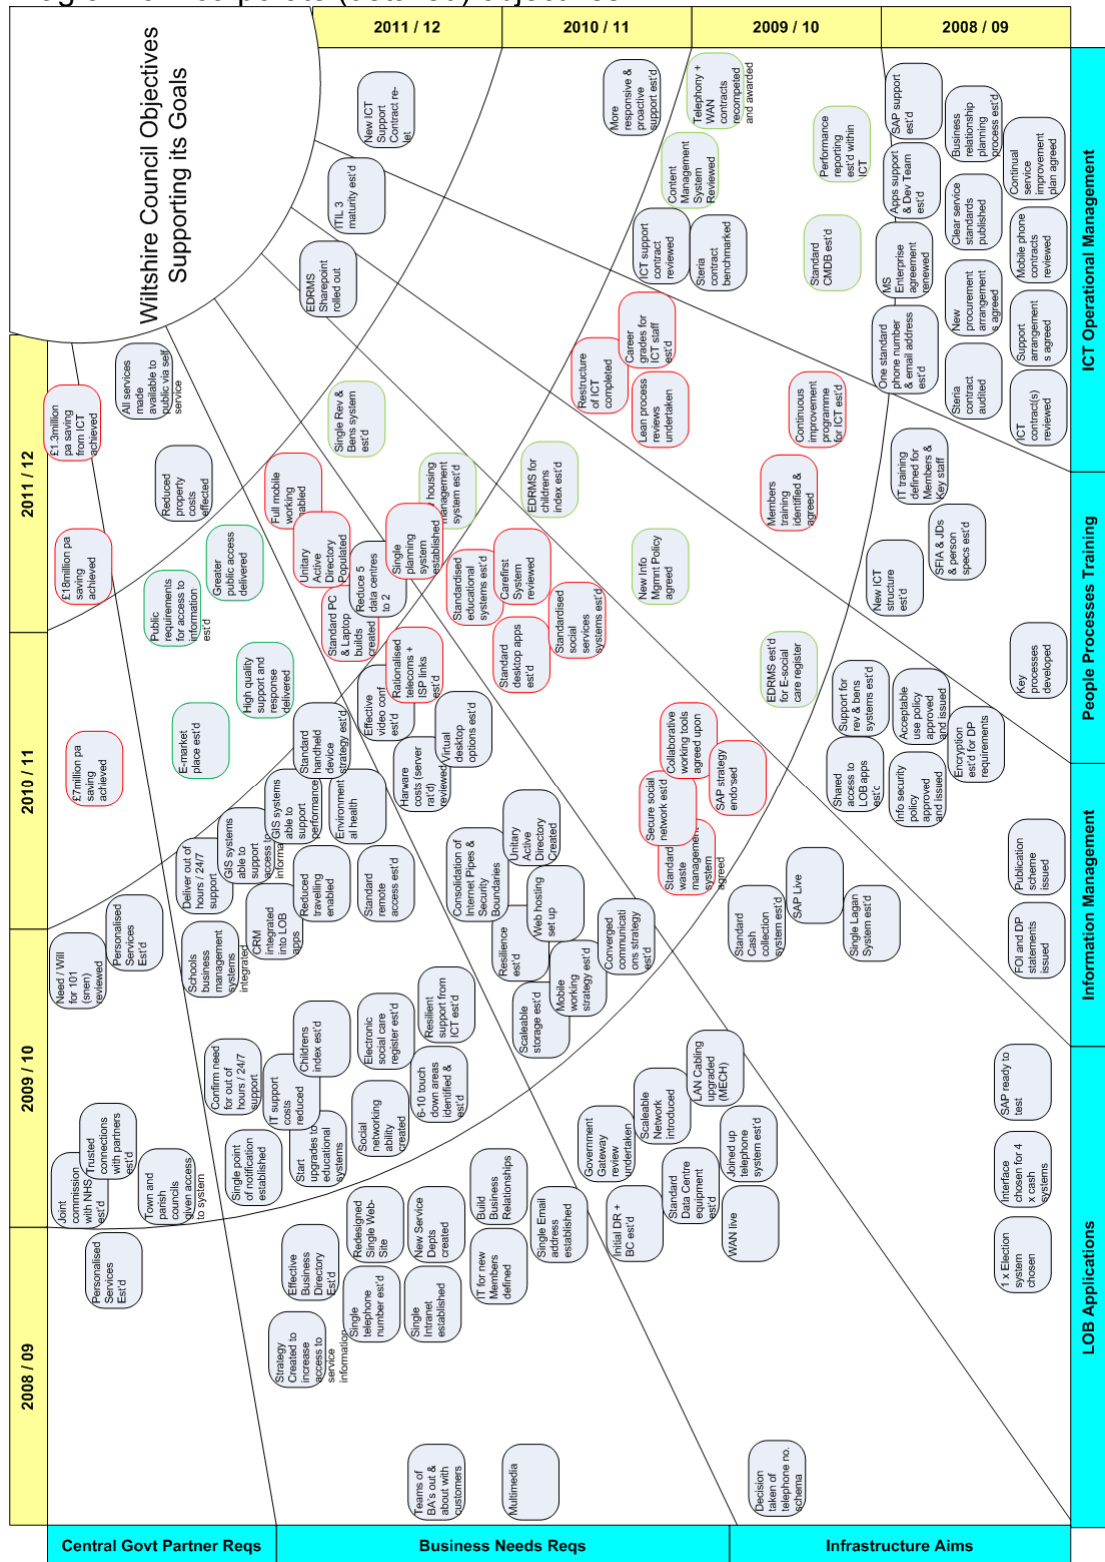 Wiltshire Council Objectives
Supporting its Goals
2008 / 09
2009 / 10
2010 / 11
2011 / 12
2011 / 12
2010 / 11
2009 / 10
2008 / 09
Central Govt Partner Reqs
Business Needs Reqs
Infrastructure Aims
LOB Applications
Information Management
People Processes Training
ICT Operational Management
£1.3million
pa saving
from ICT
achieved
All services
made
available to
public via self
service
£18million pa
saving
achieved
Reduced
property
costs
effected
Public
requirements
for access to
information
est'd
Greater
public access
delivered
£7million pa
saving
achieved
E-market
place est'd
High quality
support and
response
delivered
Need / Will
for 101
(snen)
reviewed
Personalised
Services
Est'd
Deliver out of
hours / 24/7
support
Schools
business
management
systems
integrated
GIS systems
able to
support
access to
GIS systems
able to
support
performance
CRM
integrated
into LOB
apps
Joint
commission
with NHS
est'd
Trusted
connections
with partners
est'd
Town and
parish
councils
given access
to system
Personalised
Services
Est'd
Confirm need
for out of
hours / 24/7
support
Single point
of notification
established
IT support
costs
reduced
Childrens
index est'd
Start
upgrades to
educational
systems
Strategy
Created to
increase
access to
service
information
Effective
Business
Directory
Est'd
Redesigned
Single Web-
Site
Single
telephone
number est'd
New Service
Depts
created
Single
Intranet
established
Build
Business
Relationships
IT for new
Members
defined
Single Email
address
established
Teams of
BA's out &
about with
customers
Multimedia
Social
networking
ability
created
Electronic
social care
register est'd
Resilient
support from
ICT est'd
6-10 touch
down areas
identified &
est'd
Reduced
travelling
enabled
Standard
remote
access est'd
Environment
al health
Standard
handheld
device
strategy est'd
Effective
video conf
est'd
Harware
costs (server
rat'd)
reviewed
Virtual
desktop
options est'd
Rationalised
telecoms +
ISP links
est'd
Standard PC
& Laptop
builds
created
Reduce 5
data centres
to 2
Unitary
Active
Directory
Populated
Full mobile
working
Single
planning
system
established
housing
management
system est'd
Single Rev &
Bens system
est'd
EDRMS
Sharepoint
rolled out
ITIL 3
maturity est'd
New ICT
Support
Contract re-
let
Standardised
educational
systems est'd
Carefirst
System
reviewed
Standard
desktop apps
est'd
Standardised
social
services
systems est'd
EDRMS for
childrens
index est'd
New Info
Mgmnt Policy
agreed
Consolidation of
Internet Pipes &
Security
Boundaries
Unitary
Active
Directory
Created
Resilience
est'd
Web hosting
set up
Scaleable
storage est'd
Mobile
working
strategy est'd
Converged
communicati
ons strategy
est'd
Government
Gateway
review
undertaken
Scaleable
Network
introduced
LAN Cabling
upgraded
(MECH)
Initial DR +
BC est'd
Standard
Data Centre
equipment
est'd
Joined up
telephone
system est'd
WAN live
Decision
taken of
telephone no.
schema
Secure social
network est'd
Collaborative
working tools
agreed upon
SAP strategy
endorsed
Standard
waste
management
system
agreed
Standard
Cash
collection
system est'd
SAP Live
Single Lagan
System est'd
SAP ready to
test
Interface
chosen for 4
x cash
systems
1 x Election
system
chosen
EDRMS est'd
for E-social
care register
Support for
rev & bens
systems est'd
Shared
access to
LOB apps
Acceptable
use policy
approved
and issued
Info security
policy
approved
and issued
Encryption
est'd for DP
requirements
Publication
scheme
issued
FOI and DP
statements
issued
Key
processes
developed
Restructure
of ICT
completed
Career
grades for
ICT staff
est'd
Lean process
reviews
undertaken
Continuous
improvement
programme
for ICT est'd
Members
training
identified &
agreed
IT training
defined for
Members &
Key staff
SFIA & JDs
& person
specs est'd
New ICT
structure
est'd
More
responsive &
proactive
support est'd
Telephony +
WAN
contracts
recompeted
and awarded
Content
Management
System
Reviewed
ICT support
contract
reviewed
Steria
contract
benchmarked
Performance
reporting
est'd within
ICT
Standard
CMDB est'd
SAP support
est'd
Apps support
& Dev Team
est'd
MS
Enterprise
agreement
renewed
One standard
phone number
& email address
est'd
Business
relationship
planning
process est'd
Clear service
standards
published
New
procurement
arrangement
s agreed
Steria
contract
audited
Continual
service
improvement
plan agreed
Mobile phone
contracts
reviewed
Support
arrangement
s agreed
ICT
contract(s)
reviewed